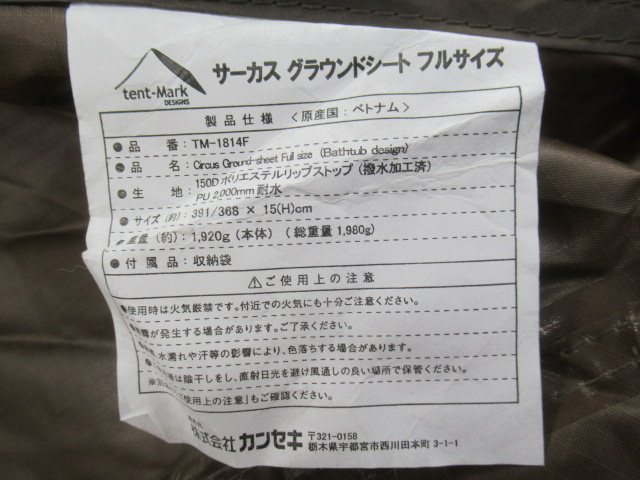 tent-Mark
DESIGNS
サーカス グラウンドシート フルサイズ
製品仕様 〈原産国：ベトナム〉
●品 番：TM-1814F
●品 名：Circus Ground-sheet Full size (Bathtub design)
●生 地：150Dポリエステルリップストップ（撥水加工済）
PU 2,000mm 耐水
●サイズ（約）：391/368 × 15(H)cm
●重量（約）：1,920g（本体）（総重量 1,980g）
●付属品：収納袋
⚠ご使用上の注意
●使用時は火気厳禁です。付近での火気にも十分ご注意ください。
が発生する場合があります。ご了承ください。
水濡れや汗等の影響により、色落ちする場合があります。
は陰干しをし、直射日光を避け風通しの良い場所で保管ください。
使用上の注意」もご確認ください。
株式会社 カンセキ 〒321-0158
栃木県宇都宮市西川田本町 3-1-1